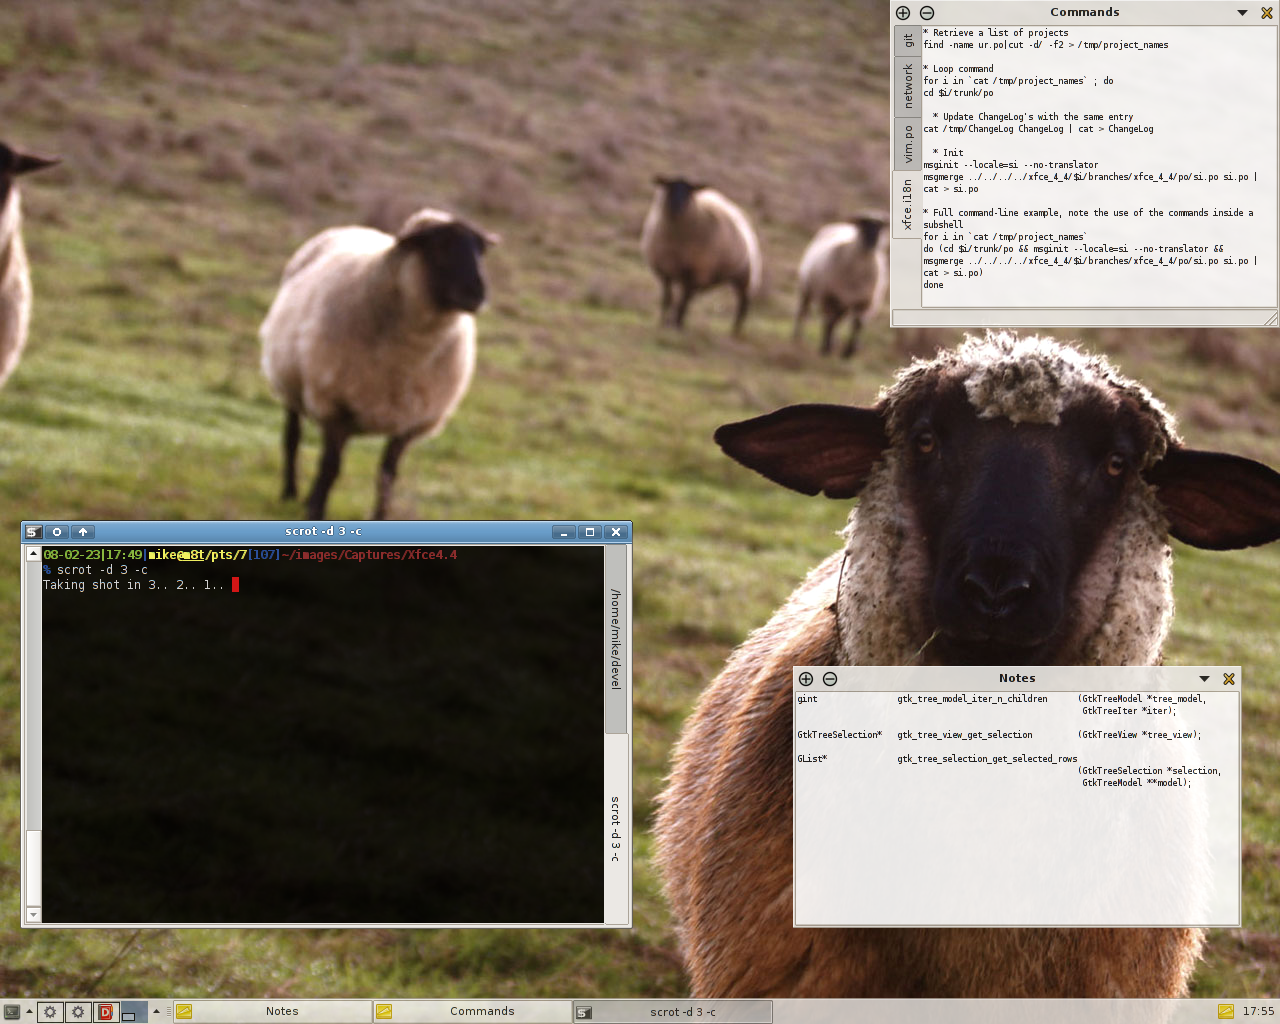 Commands
git
network
vim.po
xfce.i18n
* Retrieve a list of projects
find -name ur.po|cut -d/ -f2 > /tmp/project_names
* Loop command
for i in `cat /tmp/project_names` ; do
cd $i/trunk/po
* Update ChangeLog's with the same entry
cat /tmp/ChangeLog ChangeLog | cat > ChangeLog
* Init
msginit --locale=si --no-translator
msgmerge ../../../../xfce_4_4/$i/branches/xfce_4_4/po/si.po si.po |
cat > si.po
* Full command-line example, note the use of the commands inside a
subshell
for i in `cat /tmp/project_names`
do (cd $i/trunk/po && msginit --locale=si --no-translator &&
msgmerge ../../../../xfce_4_4/$i/branches/xfce_4_4/po/si.po si.po |
cat > si.po)
done
scrot -d 3 -c
08-02-23|17:49|mike@m8t/pts/7[107]~/images/Captures/Xfce4.4
% scrot -d 3 -c
Taking shot in 3.. 2.. 1..
/home/mike/devel
scrot -d 3 -c
Notes
gint gtk_tree_model_iter_n_children (GtkTreeModel *tree_model,
GtkTreeIter *iter);
GtkTreeSelection* gtk_tree_view_get_selection (GtkTreeView *tree_view);
GList* gtk_tree_selection_get_selected_rows
(GtkTreeSelection *selection,
GtkTreeModel **model);
Notes
Commands
scrot -d 3 -c
17:55